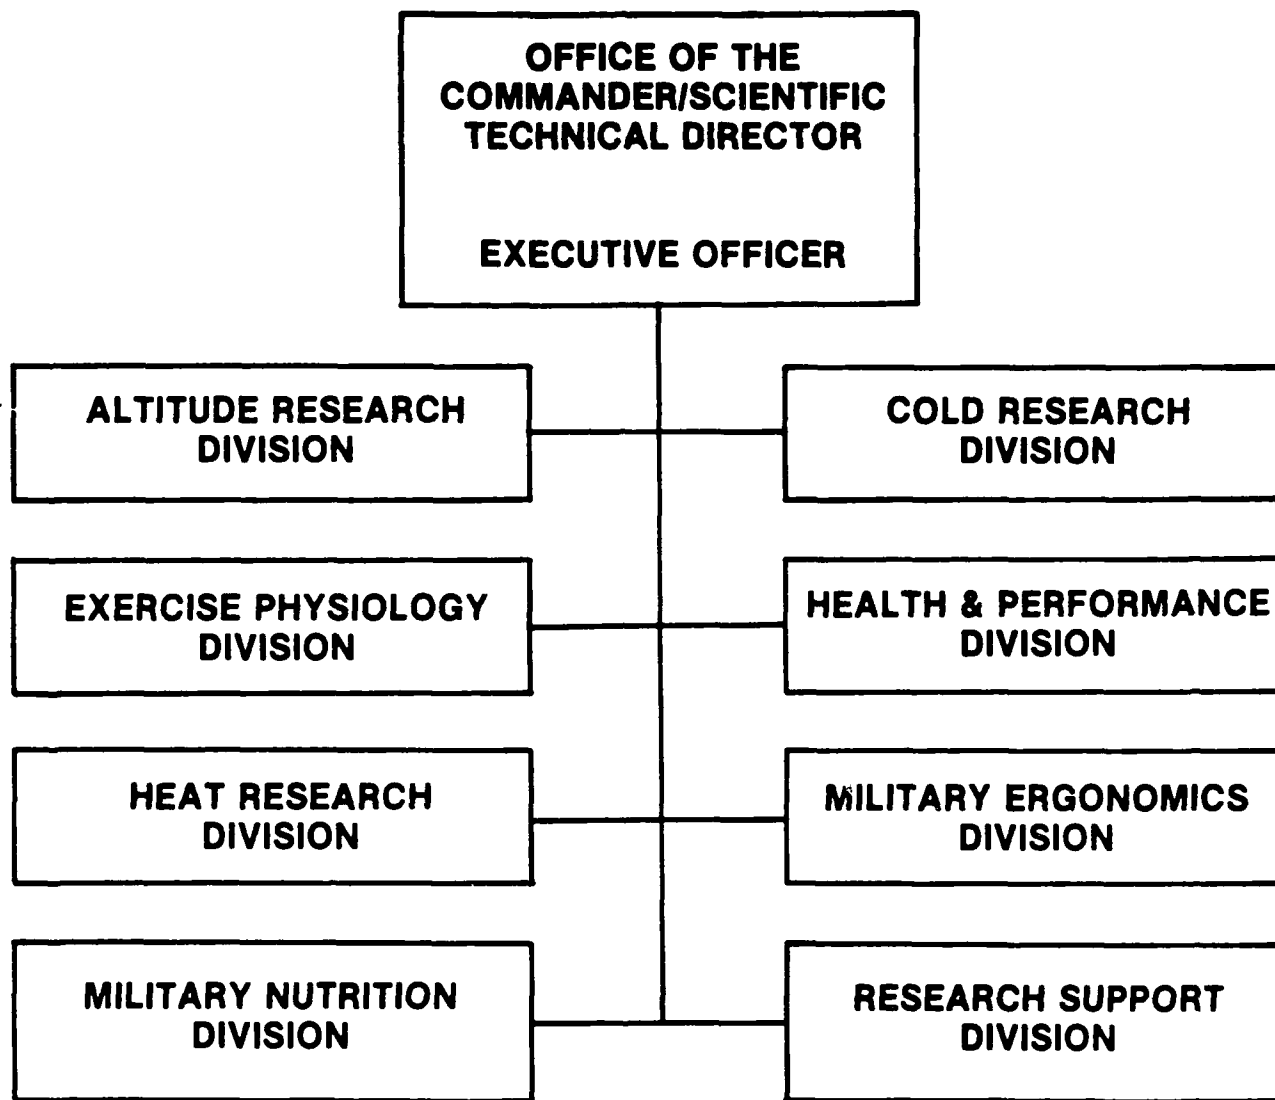 OFFICE OF THE
COMMANDER/SCIENTIFIC
TECHNICAL DIRECTOR
EXECUTIVE OFFICER
ALTITUDE RESEARCH
DIVISION
COLD RESEARCH
DIVISION
EXERCISE PHYSIOLOGY
DIVISION
HEALTH & PERFORMANCE
DIVISION
HEAT RESEARCH
DIVISION
MILITARY ERGONOMICS
DIVISION
MILITARY NUTRITION
DIVISION
RESEARCH SUPPORT
DIVISION